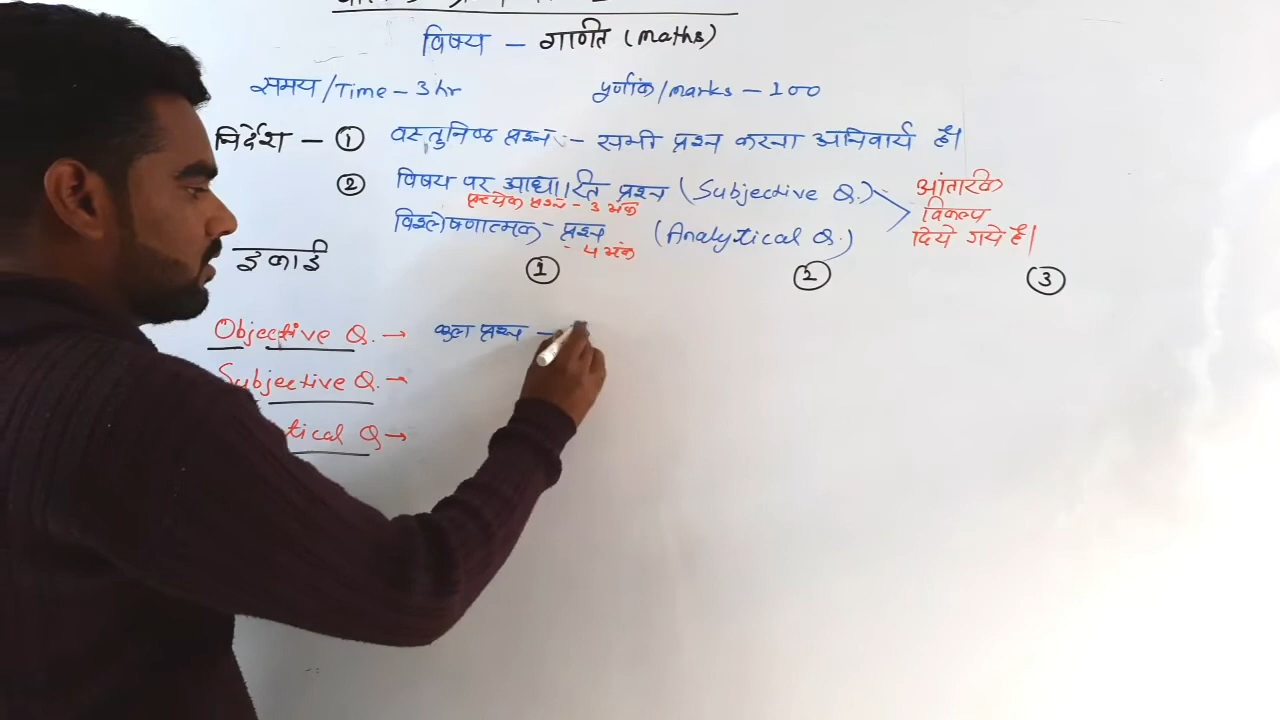 विषय – गणित (maths)
समय/Time – 3hr पूर्णांक/marks – 100
निर्देश – ① वस्तुनिष्ठ प्रश्न :– सभी प्रश्न करना अनिवार्य है।
② विषय पर आधारित प्रश्न (Subjective Q.)
प्रत्येक प्रश्न – 3 अंक
विश्लेषणात्मक – प्रश्न (Analytical Q.)
– 4 अंक
आंतरिक
विकल्प
दिये गये है।
इकाई ① ② ③
Objective Q. → कुल प्रश्न –
Subjective Q. →
tical Q →